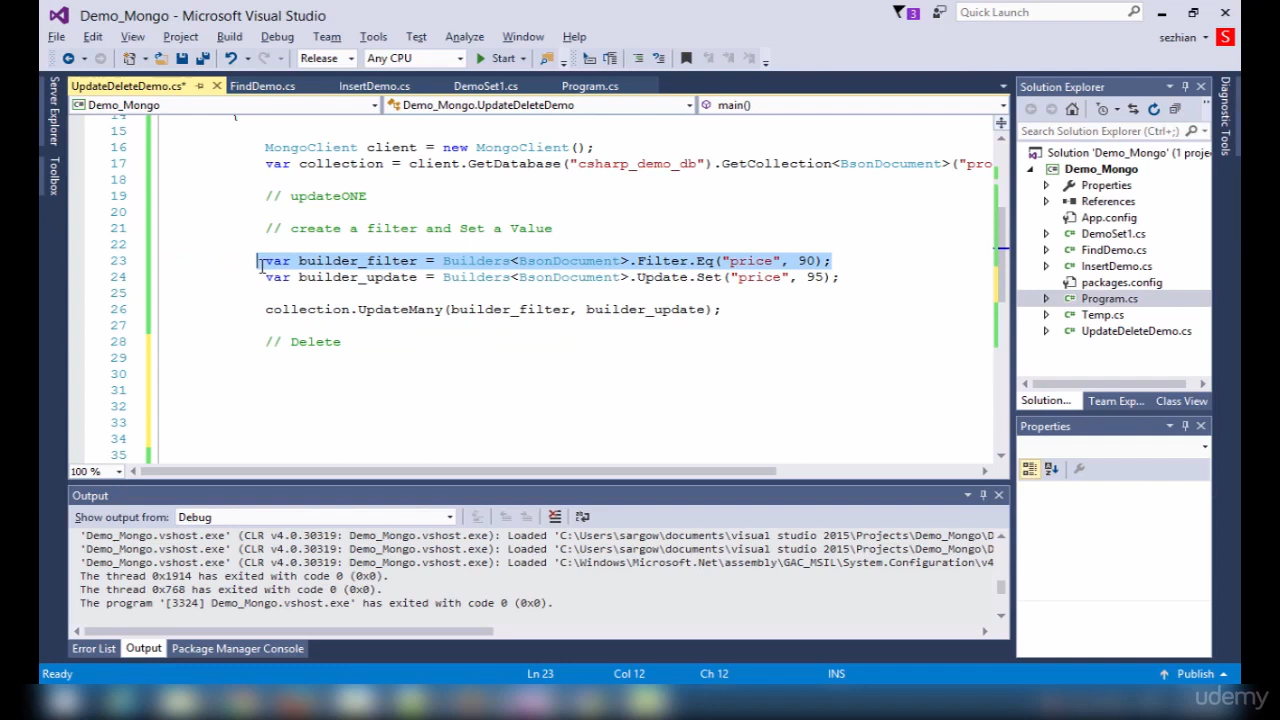 Demo_Mongo - Microsoft Visual Studio
3
Quick Launch
File Edit View Project Build Debug Team Tools Test Analyze Window Help
sezhian S
Release Any CPU Start
UpdateDeleteDemo.cs* FindDemo.cs InsertDemo.cs DemoSet1.cs Program.cs
Demo_Mongo Demo_Mongo.UpdateDeleteDemo main()
Server Explorer
Toolbox
14 {
15
16 MongoClient client = new MongoClient();
17 var collection = client.GetDatabase("csharp_demo_db").GetCollection<BsonDocument>("pro
18
19 // updateONE
20
21 // create a filter and Set a Value
22
23 var builder_filter = Builders<BsonDocument>.Filter.Eq("price", 90);
24 var builder_update = Builders<BsonDocument>.Update.Set("price", 95);
25
26 collection.UpdateMany(builder_filter, builder_update);
27
28 // Delete
29
30
31
32
33
34
35
100 %
Output
Show output from: Debug
'Demo_Mongo.vshost.exe' (CLR v4.0.30319: Demo_Mongo.vshost.exe): Loaded 'C:\Users\sargow\documents\visual studio 2015\Projects\Demo_Mongo\D
'Demo_Mongo.vshost.exe' (CLR v4.0.30319: Demo_Mongo.vshost.exe): Loaded 'C:\Users\sargow\documents\visual studio 2015\Projects\Demo_Mongo\D
'Demo_Mongo.vshost.exe' (CLR v4.0.30319: Demo_Mongo.vshost.exe): Loaded 'C:\Windows\Microsoft.Net\assembly\GAC_MSIL\System.Configuration\v4
The thread 0x1914 has exited with code 0 (0x0).
The thread 0x768 has exited with code 0 (0x0).
The program '[3324] Demo_Mongo.vshost.exe' has exited with code 0 (0x0).
Error List Output Package Manager Console
Solution Explorer
Search Solution Explorer (Ctrl+;)
Solution 'Demo_Mongo' (1 proje
Demo_Mongo
Properties
References
App.config
DemoSet1.cs
FindDemo.cs
InsertDemo.cs
packages.config
Program.cs
Temp.cs
UpdateDeleteDemo.cs
Solution... Team Exp... Class View
Properties
Diagnostic Tools
Ready Ln 23 Col 12 Ch 12 INS Publish
udemy